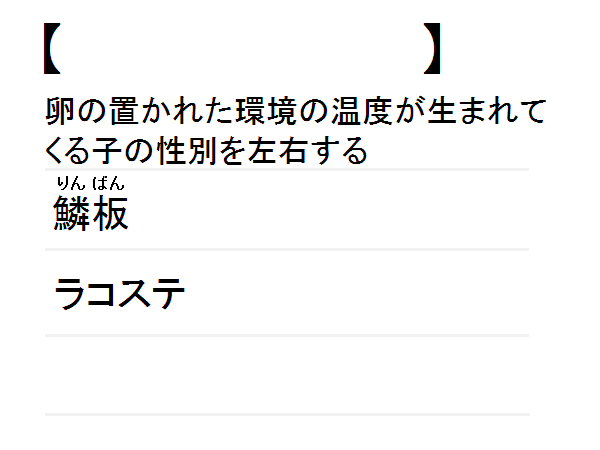 【 】
卵の置かれた環境の温度が生まれて
くる子の性別を左右する
りん ばん
鱗板
ラコステ